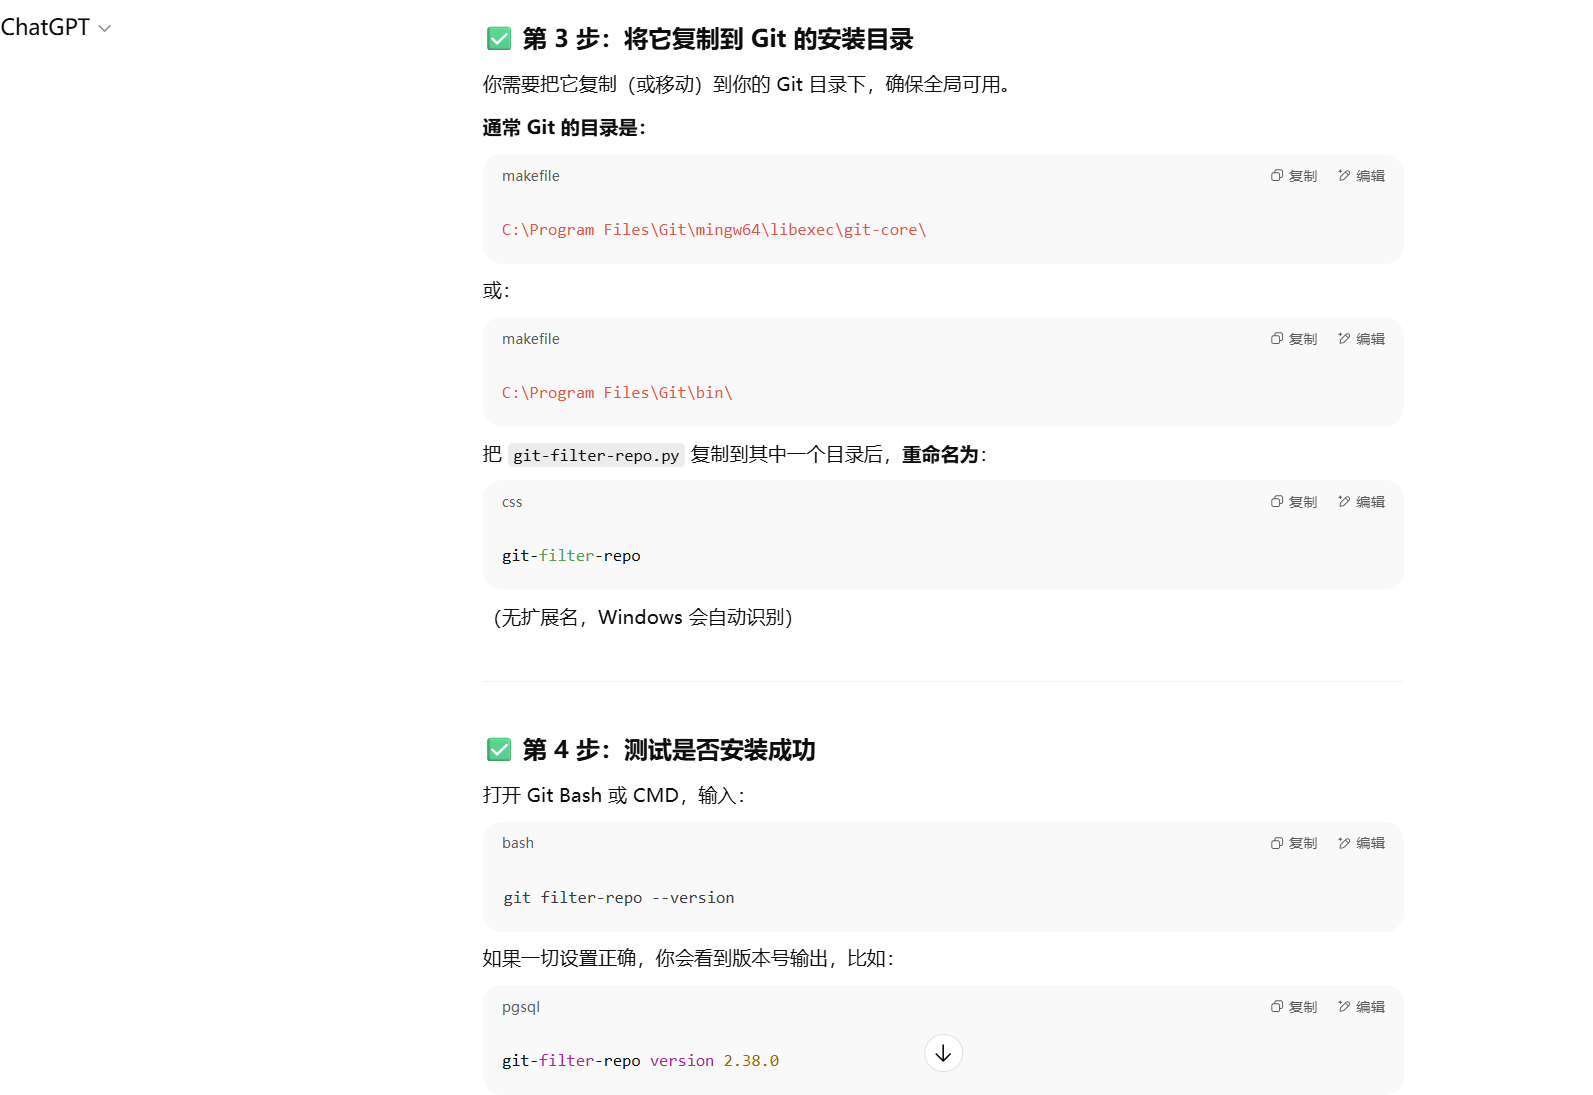 ChatGPT
✅ 第 3 步：将它复制到 Git 的安装目录
你需要把它复制（或移动）到你的 Git 目录下，确保全局可用。
通常 Git 的目录是：
makefile 复制 编辑
C:\Program Files\Git\mingw64\libexec\git-core\
或：
makefile 复制 编辑
C:\Program Files\Git\bin\
把 git-filter-repo.py 复制到其中一个目录后，重命名为：
css 复制 编辑
git-filter-repo
（无扩展名，Windows 会自动识别）
✅ 第 4 步：测试是否安装成功
打开 Git Bash 或 CMD，输入：
bash 复制 编辑
git filter-repo --version
如果一切设置正确，你会看到版本号输出，比如：
pgsql 复制 编辑
git-filter-repo version 2.38.0